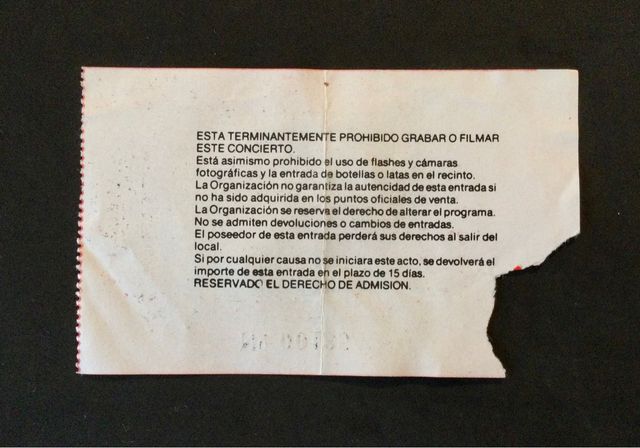 ESTA TERMINANTEMENTE PROHIBIDO GRABAR O FILMAR
ESTE CONCIERTO.
Está asimismo prohibido el uso de flashes y cámaras
fotográficas y la entrada de botellas o latas en el recinto.
La Organización no garantiza la autencidad de esta entrada si
no ha sido adquirida en los puntos oficiales de venta.
La Organización se reserva el derecho de alterar el programa.
No se admiten devoluciones o cambios de entradas.
El poseedor de esta entrada perderá sus derechos al salir del
local.
Si por cualquier causa no se iniciara este acto, se devolverá el
importe de esta entrada en el plazo de 15 días.
RESERVADO EL DERECHO DE ADMISION.